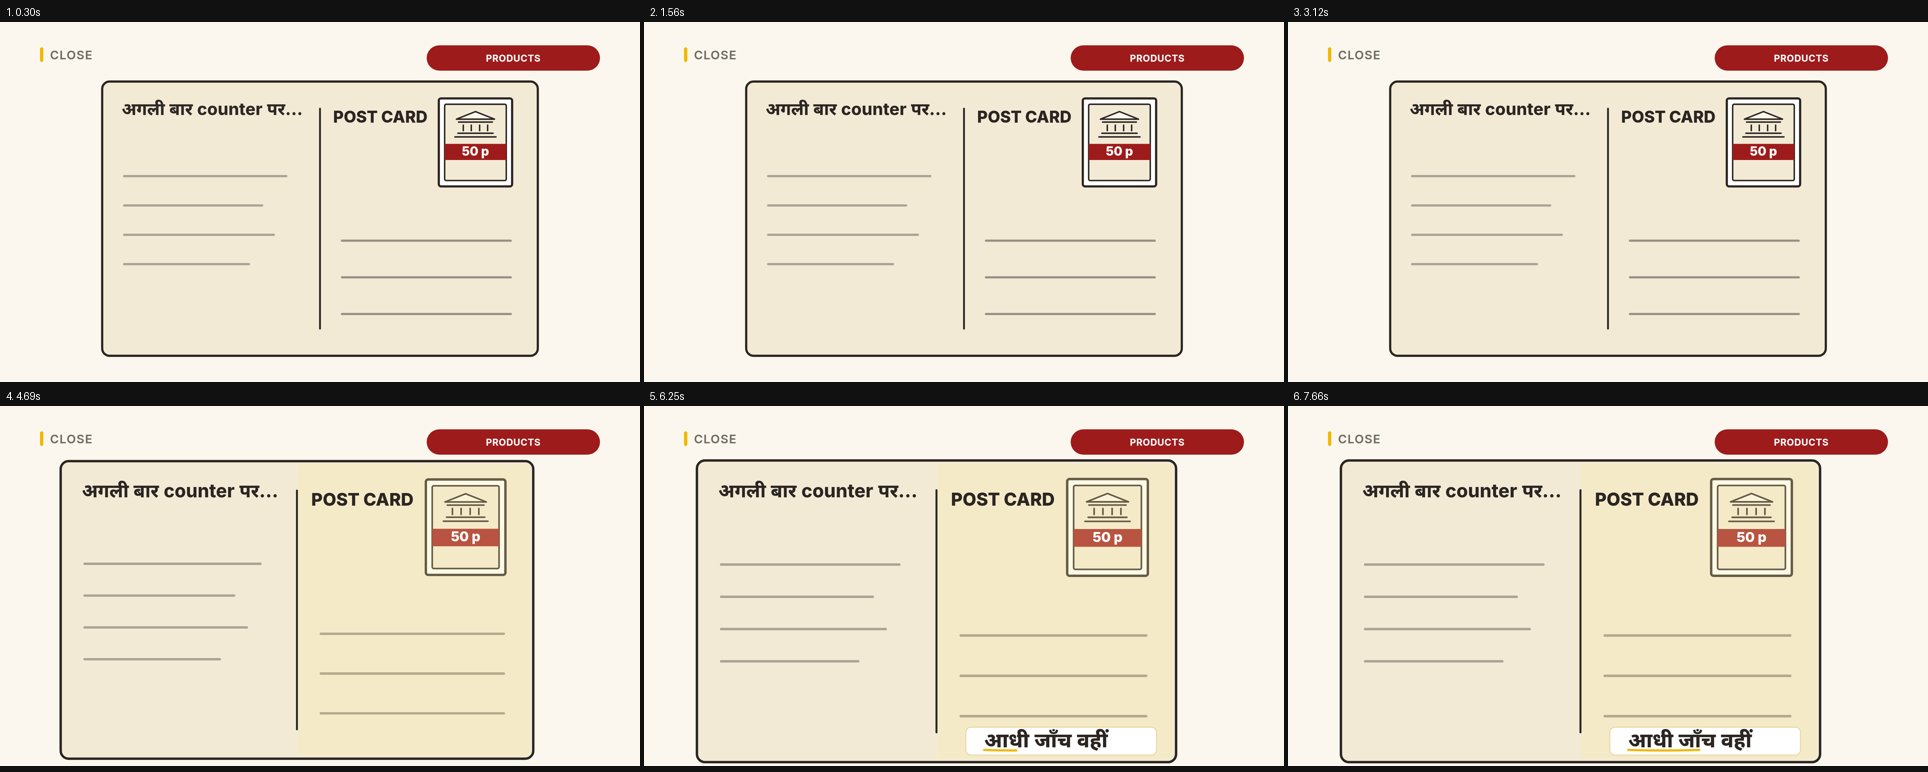 1. 0.30s
CLOSE
PRODUCTS
अगली बार counter पर...
POST CARD
50 p
2. 1.56s
CLOSE
PRODUCTS
अगली बार counter पर...
POST CARD
50 p
3. 3.12s
CLOSE
PRODUCTS
अगली बार counter पर...
POST CARD
50 p
4. 4.69s
CLOSE
PRODUCTS
अगली बार counter पर...
POST CARD
50 p
5. 6.25s
CLOSE
PRODUCTS
अगली बार counter पर...
POST CARD
50 p
आधी जाँच वहीं
6. 7.66s
CLOSE
PRODUCTS
अगली बार counter पर...
POST CARD
50 p
आधी जाँच वहीं